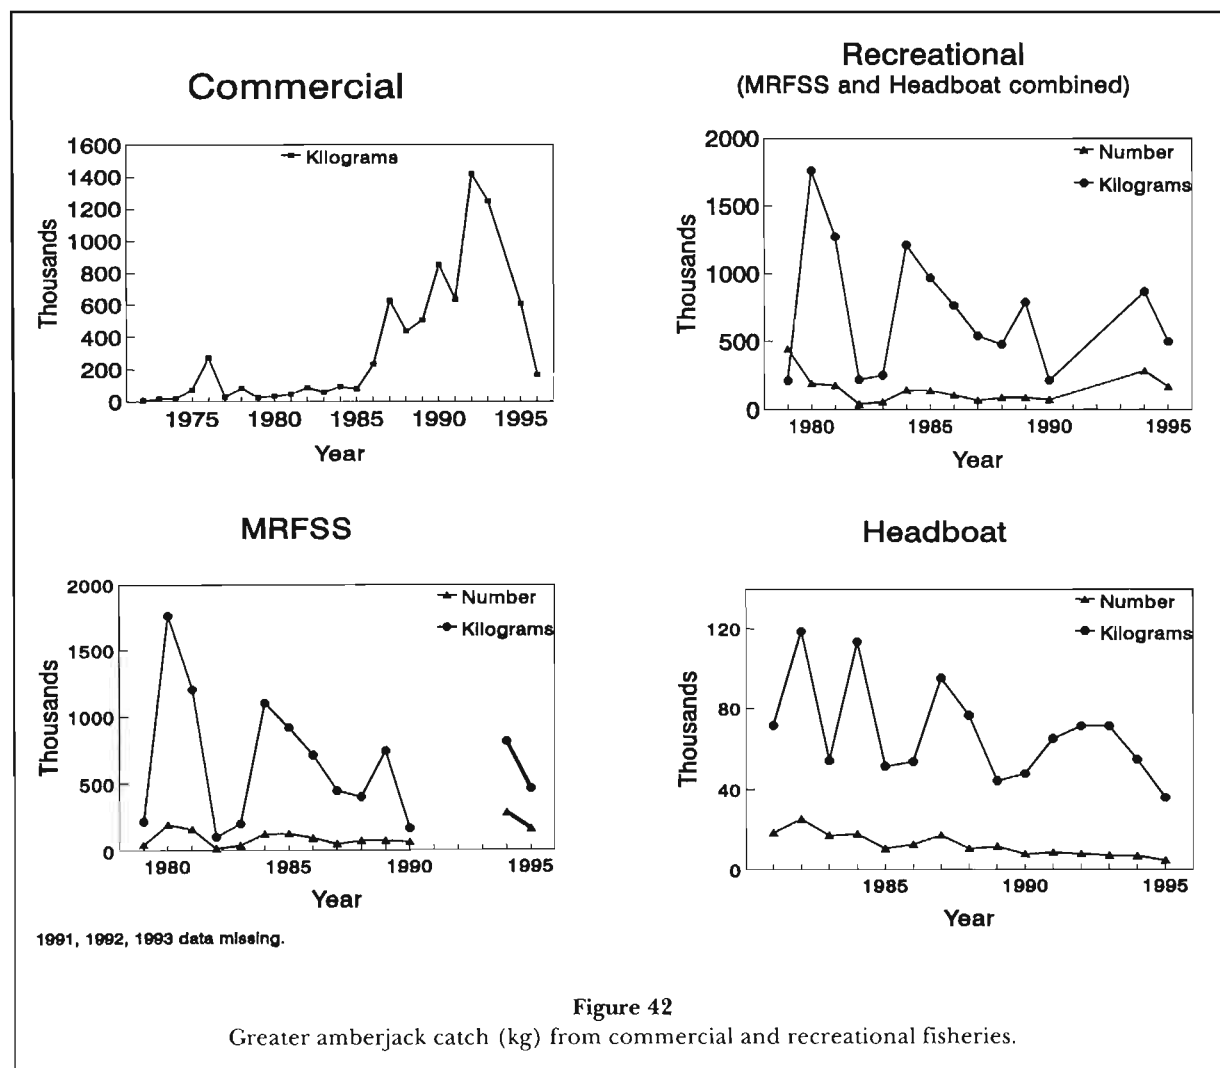 Commercial
1600
1400
1200
1000
800
600
400
200
0
Thousands
Kilograms
1975
1980
1985
1990
1995
Year
Recreational
(MRFSS and Headboat combined)
2000
1500
1000
500
0
Thousands
Number
Kilograms
1980
1985
1990
1995
Year
MRFSS
2000
1000
500
0
Thousands
Number
Kilograms
1980
1985
1990
1995
Year
1991, 1992, 1993 data missing.
Headboat
120
80
40
0
Thousands
Number
Kilograms
1985
1990
1995
Year
Figure 42
Greater amberjack catch (kg) from commercial and recreational fisheries.